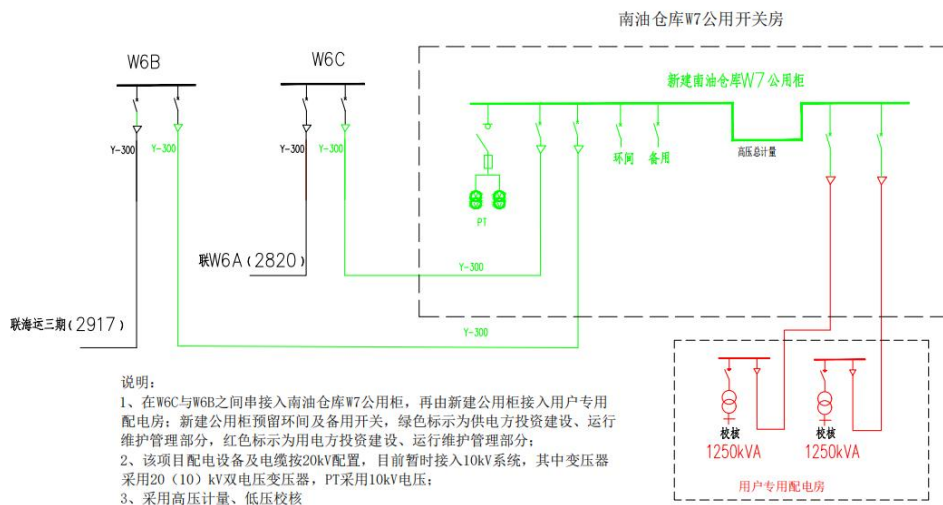 南油仓库W7公用开关房
W6B
W6C
新建南油仓库W7公用柜
Y-300
Y-300
Y-300
Y-300
环间
备用
高压总计量
PT
联W6A(2820)
Y-300
联海运三期(2917)
Y-300
校核
1250kVA
校核
1250kVA
用户专用配电房
说明:
1、在W6C与W6B之间串接入南油仓库W7公用柜，再由新建公用柜接入用户专用
配电房；新建公用柜预留环间及备用开关，绿色标示为供电方投资建设、运行
维护管理部分，红色标示为用电方投资建设、运行维护管理部分；
2、该项目配电设备及电缆按20kV配置，目前暂时接入10kV系统，其中变压器
采用20（10）kV双电压变压器，PT采用10kV电压；
3、采用高压计量、低压校核